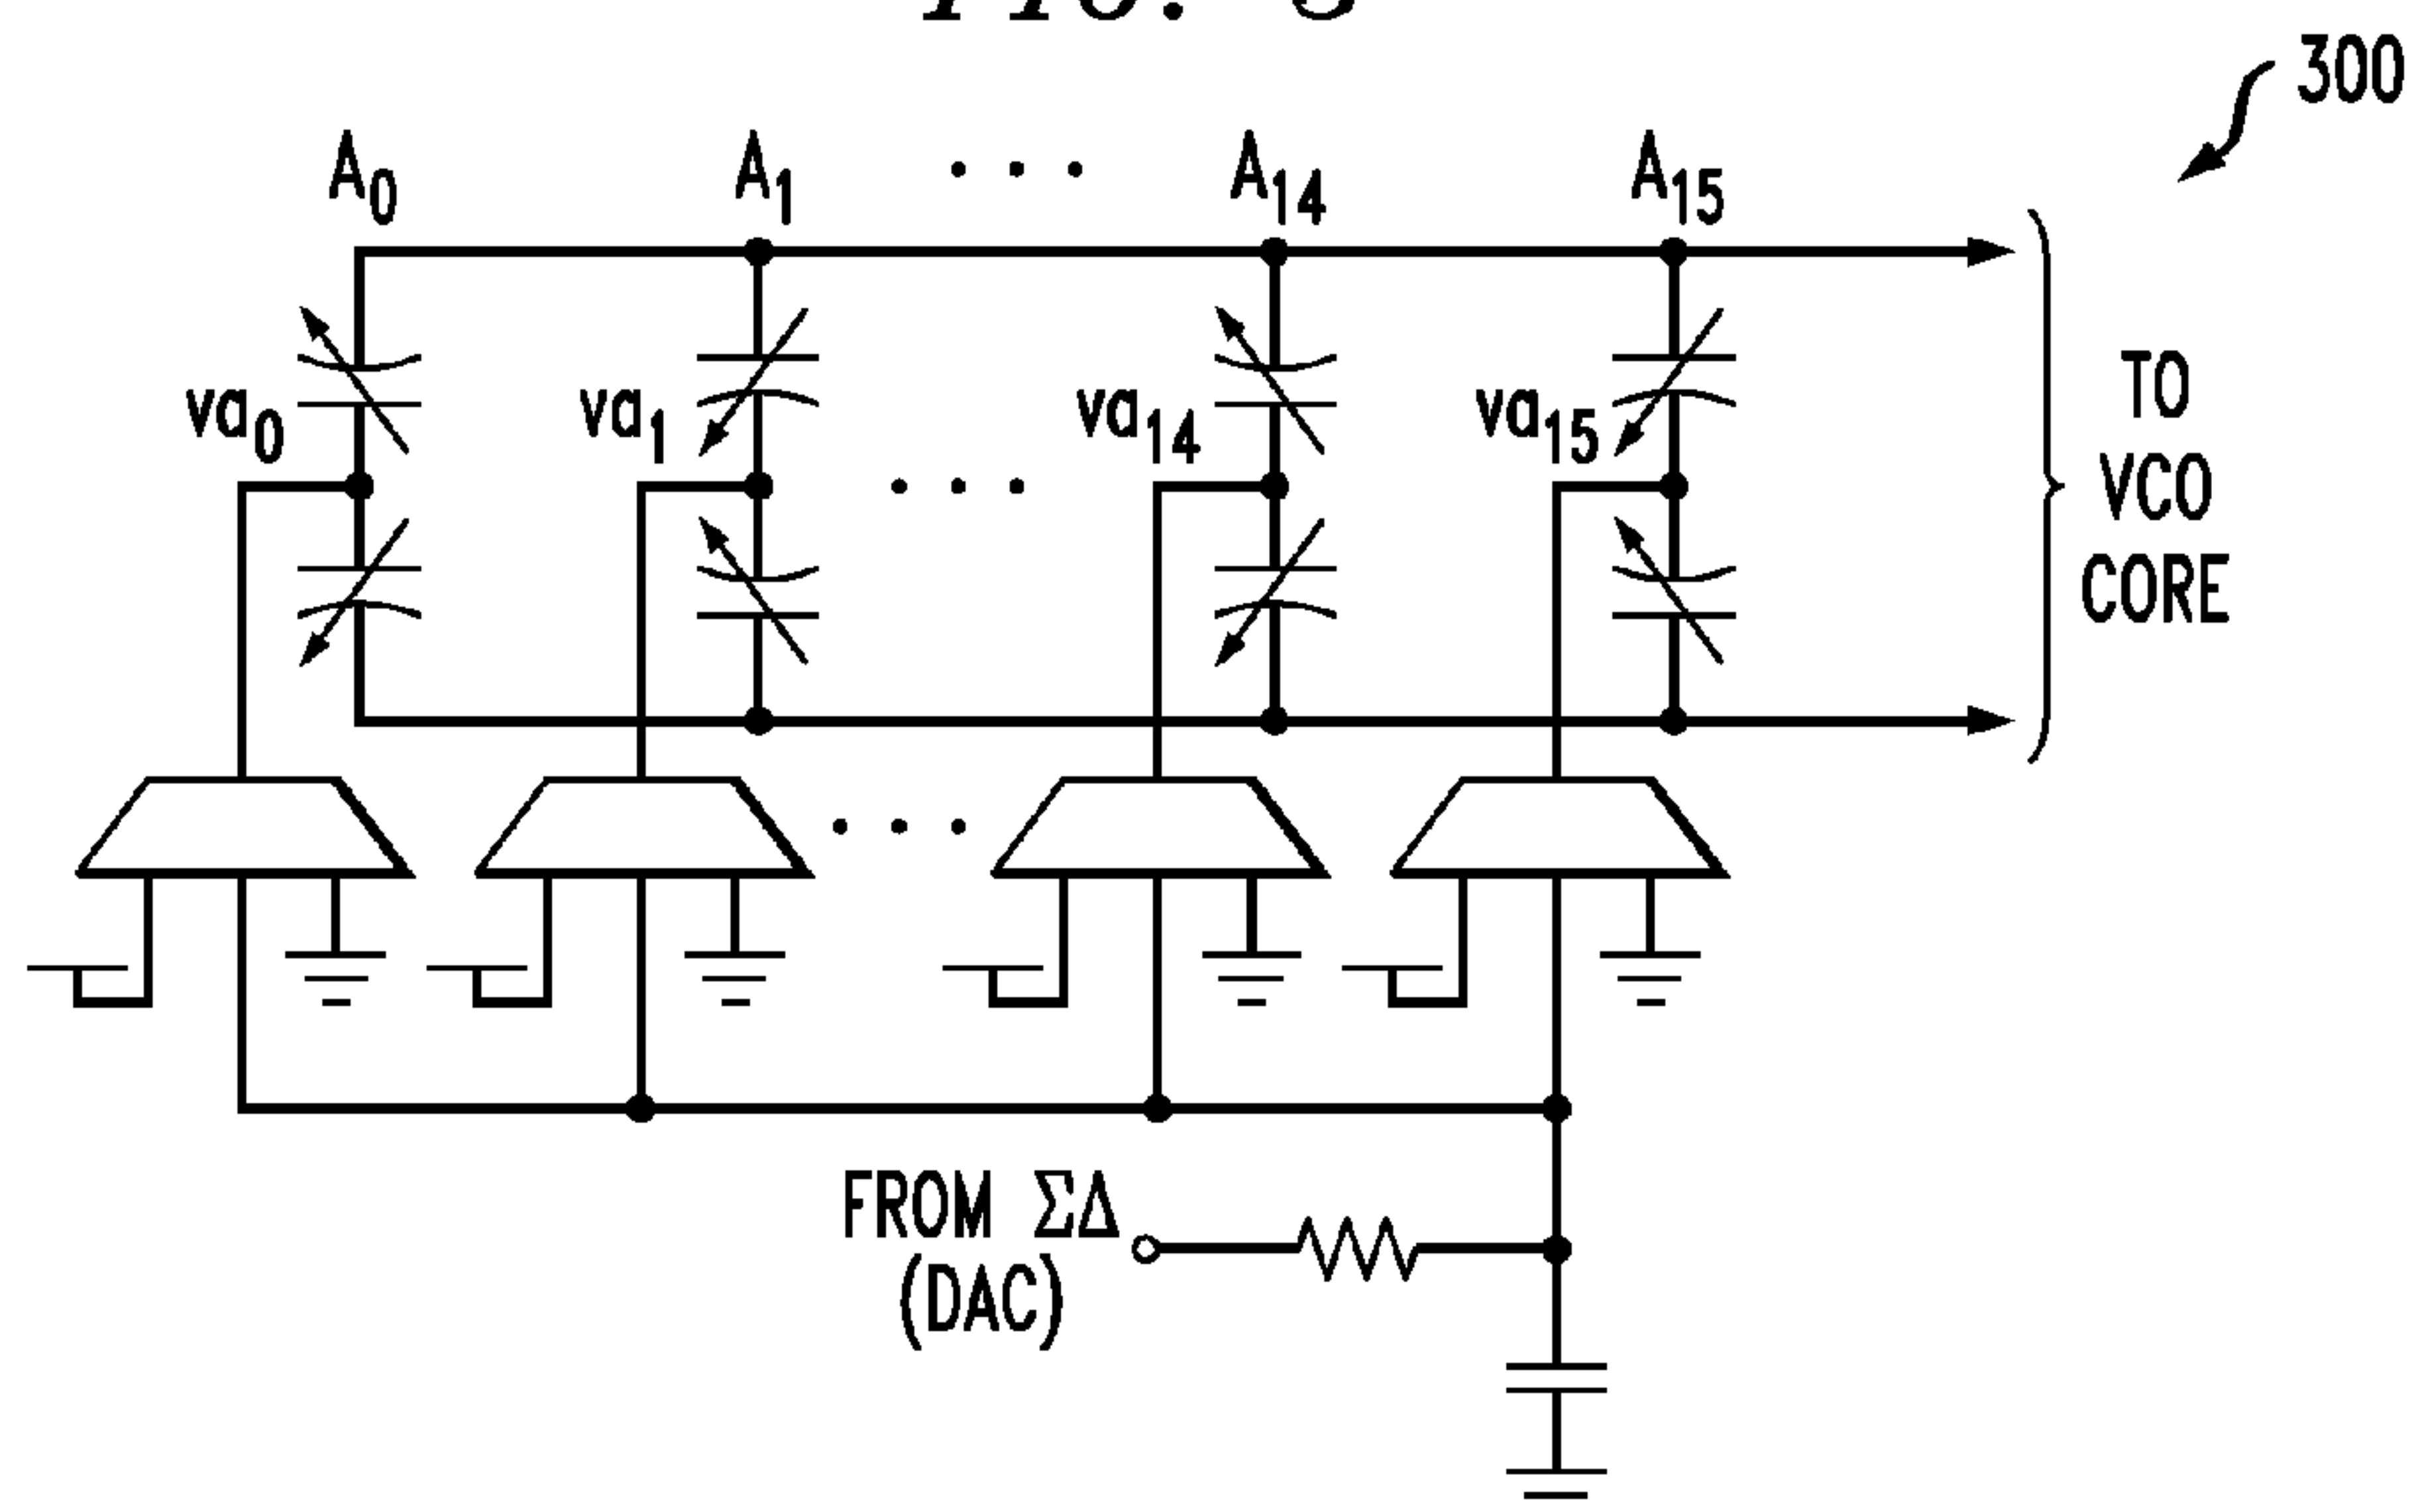 300
A0 A1 . . . A14 A15
va0 va1 . . . va14 va15
TO
VCO
CORE
FROM ΣΔ
(DAC)